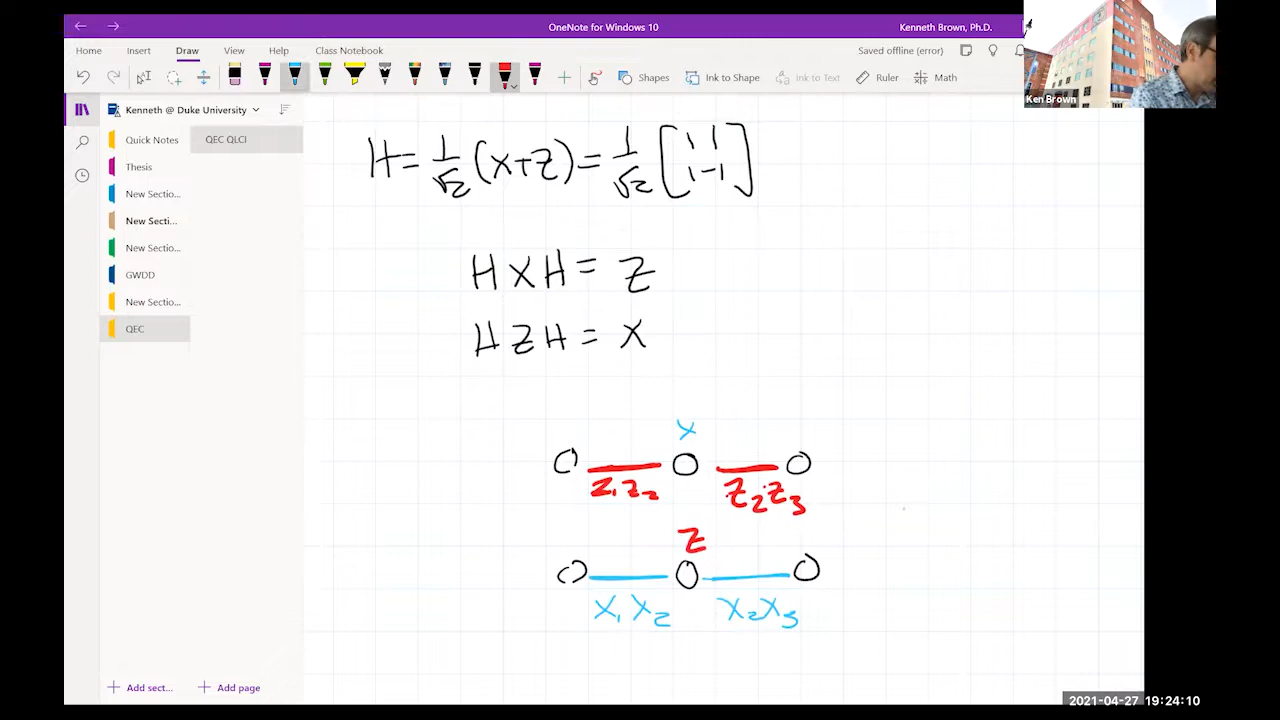 OneNote for Windows 10
Kenneth Brown, Ph.D.
Home Insert Draw View Help Class Notebook
Saved offline (error)
Shapes Ink to Shape Ink to Text Ruler Math
Ken Brown
Kenneth @ Duke University
Quick Notes
Thesis
New Sectio...
New Secti...
New Sectio...
GWDD
New Sectio...
QEC
QEC QLCI
H = 1/√2 (X+Z) = 1/√2 [1 1
1 -1]
H X H = Z
H Z H = X
X
Z₁Z₂ Z₂Z₃
Z
X₁X₂ X₂X₃
Add sect... Add page
2021-04-27 19:24:10